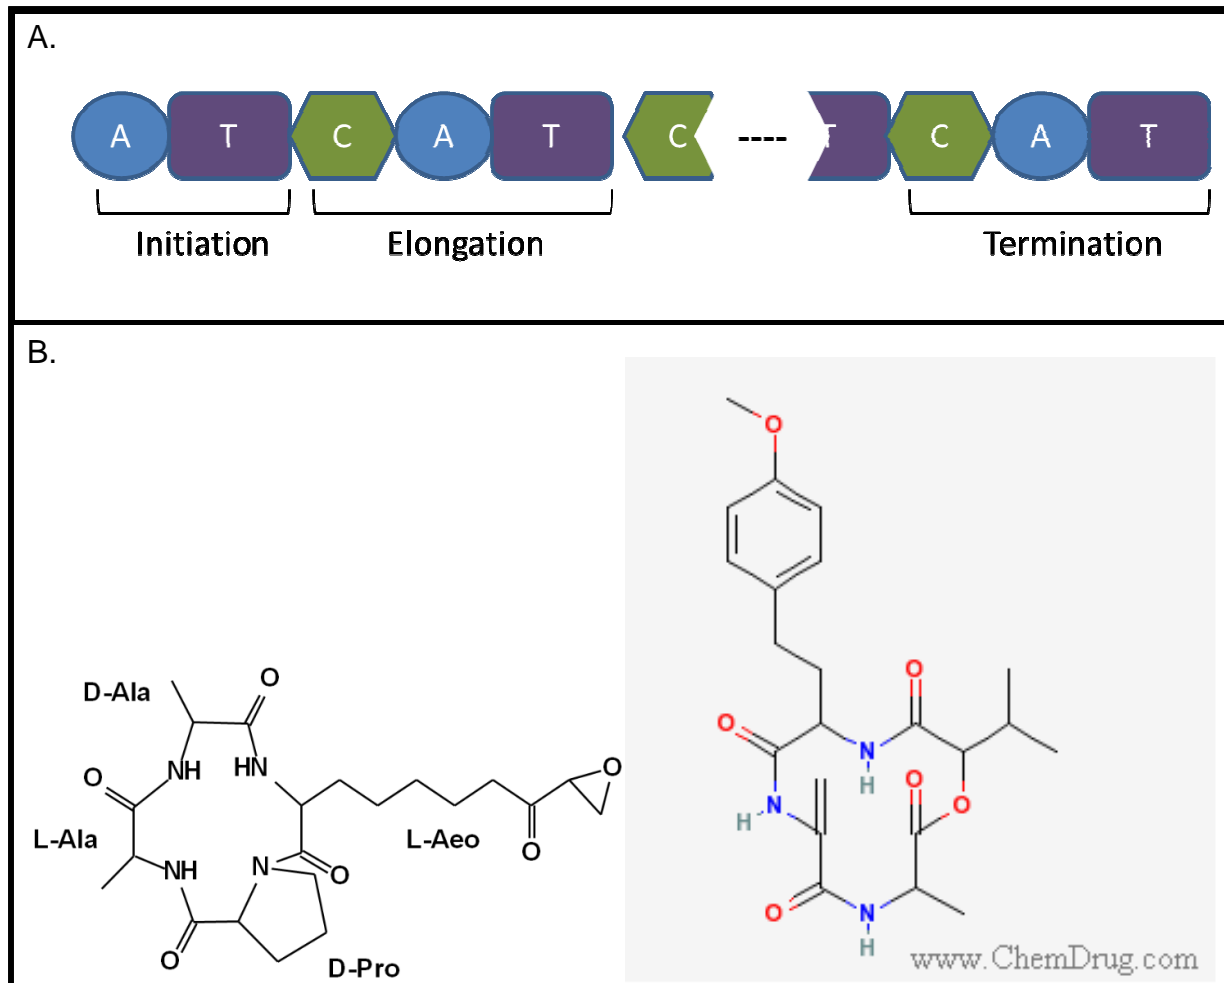 A.
A T C A T C ---- T C A T
Initiation Elongation Termination
B.
O
O
D-Ala O O
O NH HN O O
N H
O
L-Ala L-Aeo H N O
NH N O O
O D-Pro O N
H
www.ChemDrug.com